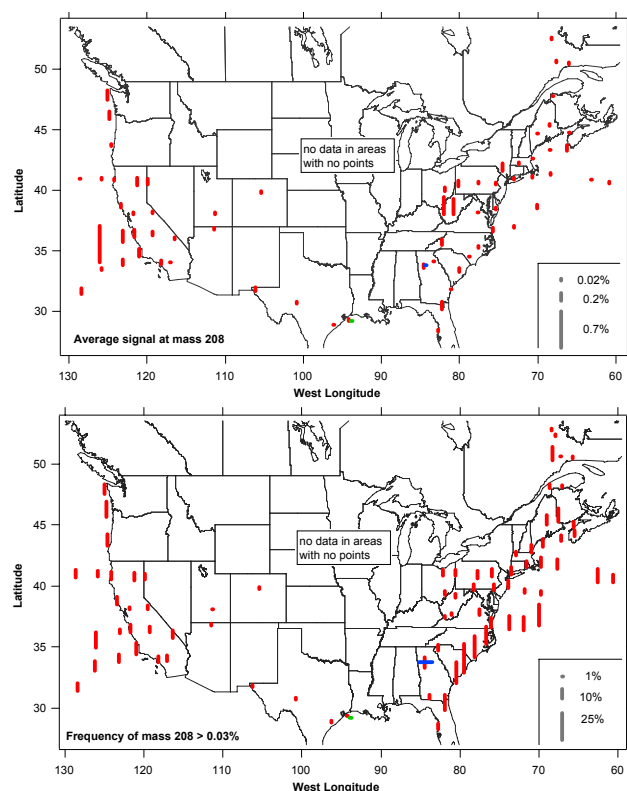 50
45
40
35
30
Latitude
no data in areas
with no points
0.02%
0.2%
0.7%
Average signal at mass 208
130 120 110 100 90 80 70 60
West Longitude
50
45
40
35
30
Latitude
no data in areas
with no points
1%
10%
25%
Frequency of mass 208 > 0.03%
130 120 110 100 90 80 70 60
West Longitude